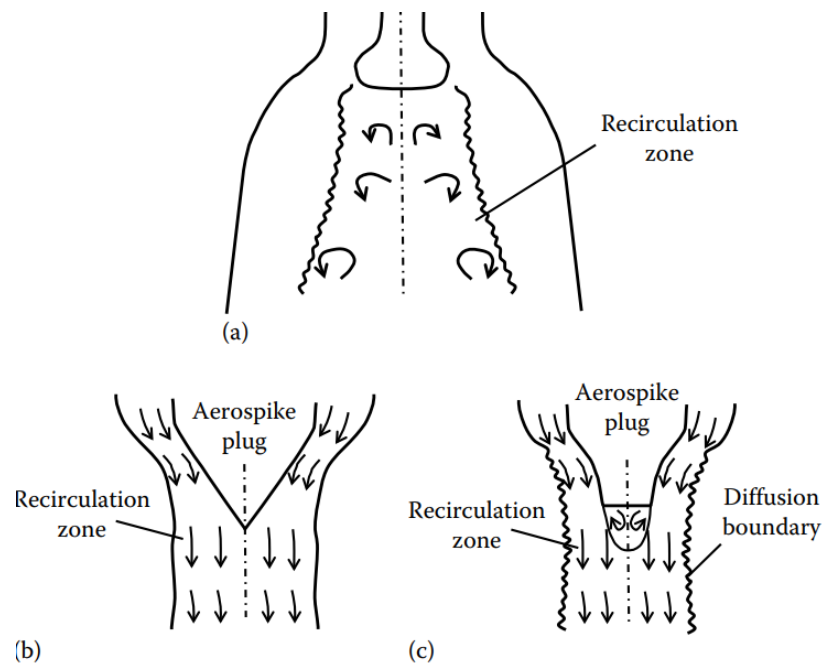 Recirculation
zone
(a)
Aerospike
plug
Recirculation
zone
(b)
Aerospike
plug
Recirculation
zone
Diffusion
boundary
(c)